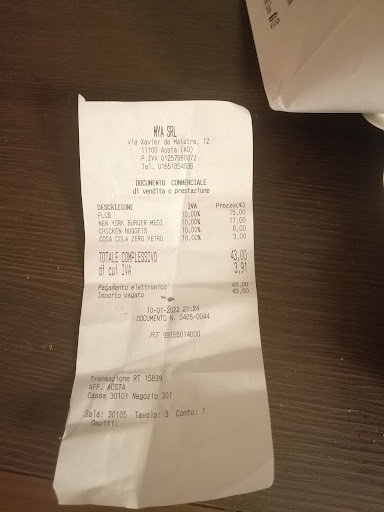 MYA SRL
via Xavier de Maistre, 12
11100 Aosta (AO)
P.IVA 01257660072
Tel. 01651854036
DOCUMENTO COMMERCIALE
di vendita o prestazione
DESCRIZIONE IVA Prezzo(€)
FLCB 10,00% 15,00
NEW YORK BURGER MEDI 10,00% 17,00
CHICKEN NUGGETS 10,00% 8,00
COCA COLA ZERO VETRO 10,00% 3,00
TOTALE COMPLESSIVO 43,00
di cui IVA 3,91
Pagamento elettronico 43,00
Importo pagato 43,00
10-01-2022 21:24
DOCUMENTO N. 0405-0044
RT 99IEB014000
Transazione RT 15839
AFF. AOSTA
Cassa 30101 Negozio 301
Sala: 30105 Tavolo: 3 Conto: 1
Ospiti: